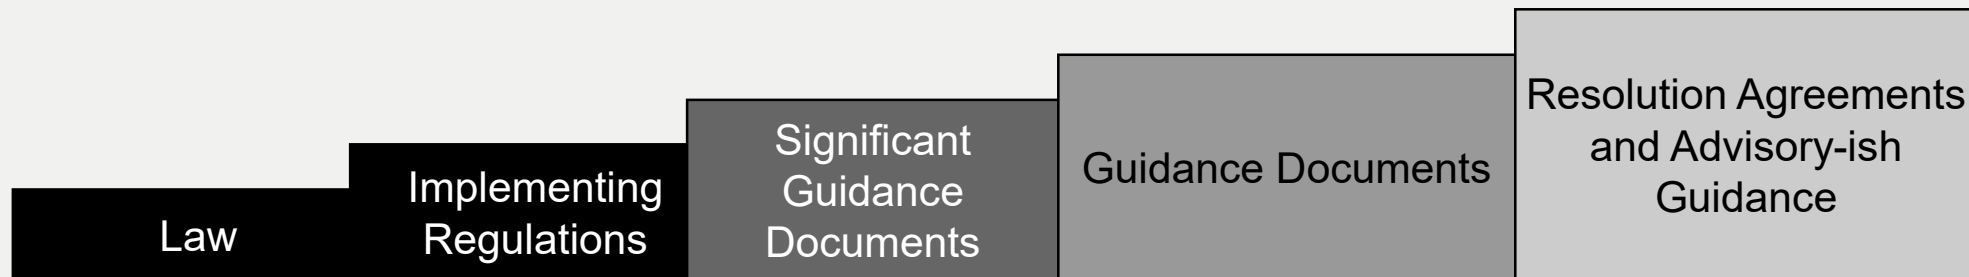 Law
Implementing
Regulations
Significant
Guidance
Documents
Guidance Documents
Resolution Agreements
and Advisory-ish
Guidance